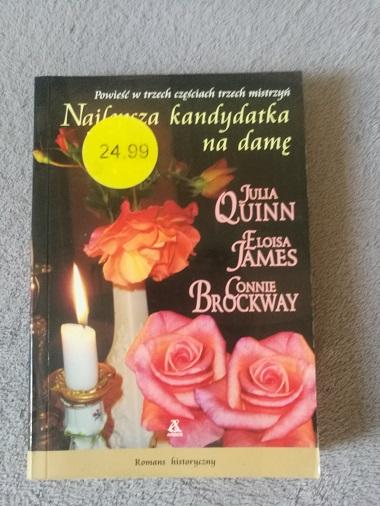 Powieść w trzech częściach trzech mistrzyń
kandydatka
na damę
24.99
JULIA
QUINN
ELOISA
JAMES
CONNIE
BROCKWAY
Romans historyczny